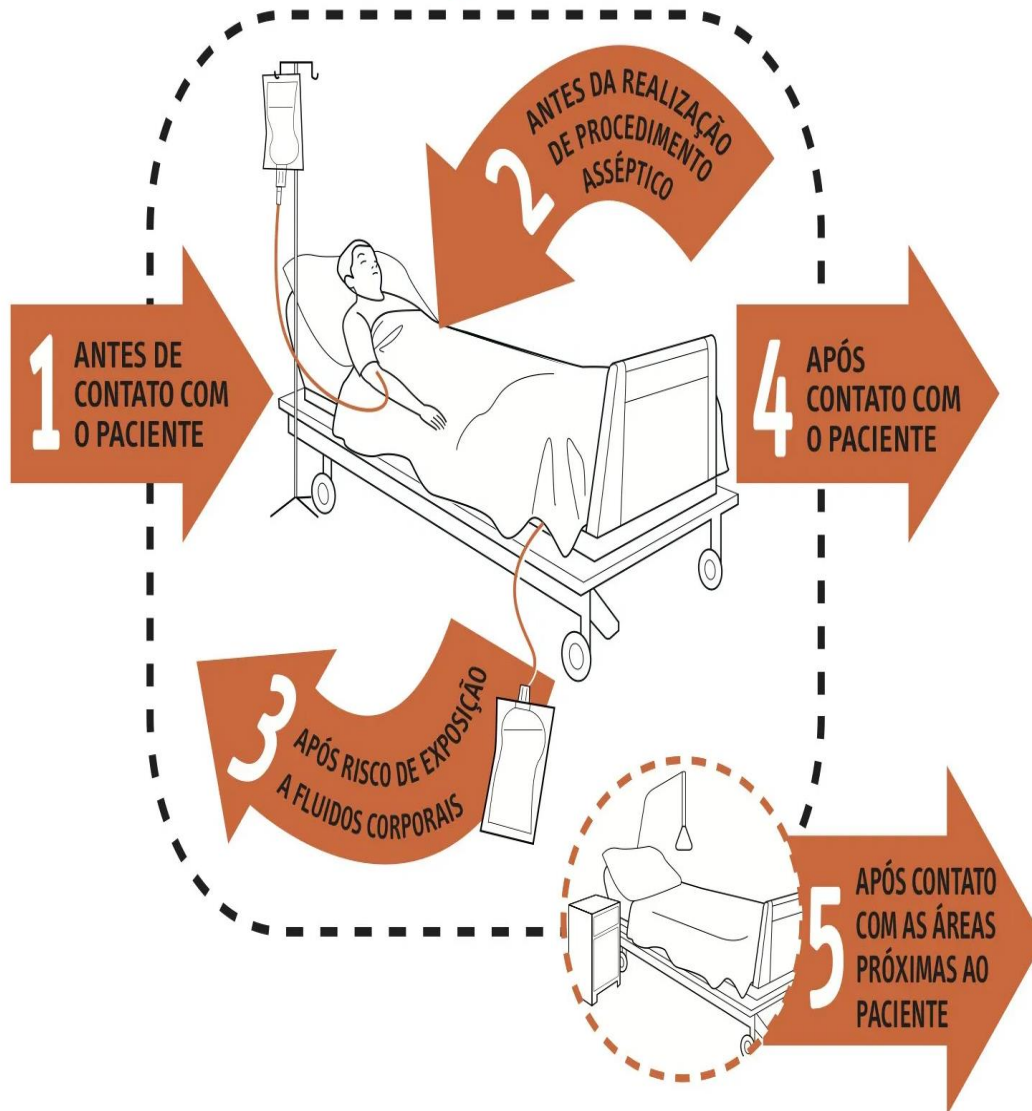 1
ANTES DE
CONTATO COM
O PACIENTE
2
ANTES DA REALIZAÇÃO
DE PROCEDIMENTO
ASSÉPTICO
3
APÓS RISCO DE EXPOSIÇÃO
A FLUIDOS CORPORAIS
4
APÓS
CONTATO COM
O PACIENTE
5
APÓS CONTATO
COM AS ÁREAS
PRÓXIMAS AO
PACIENTE